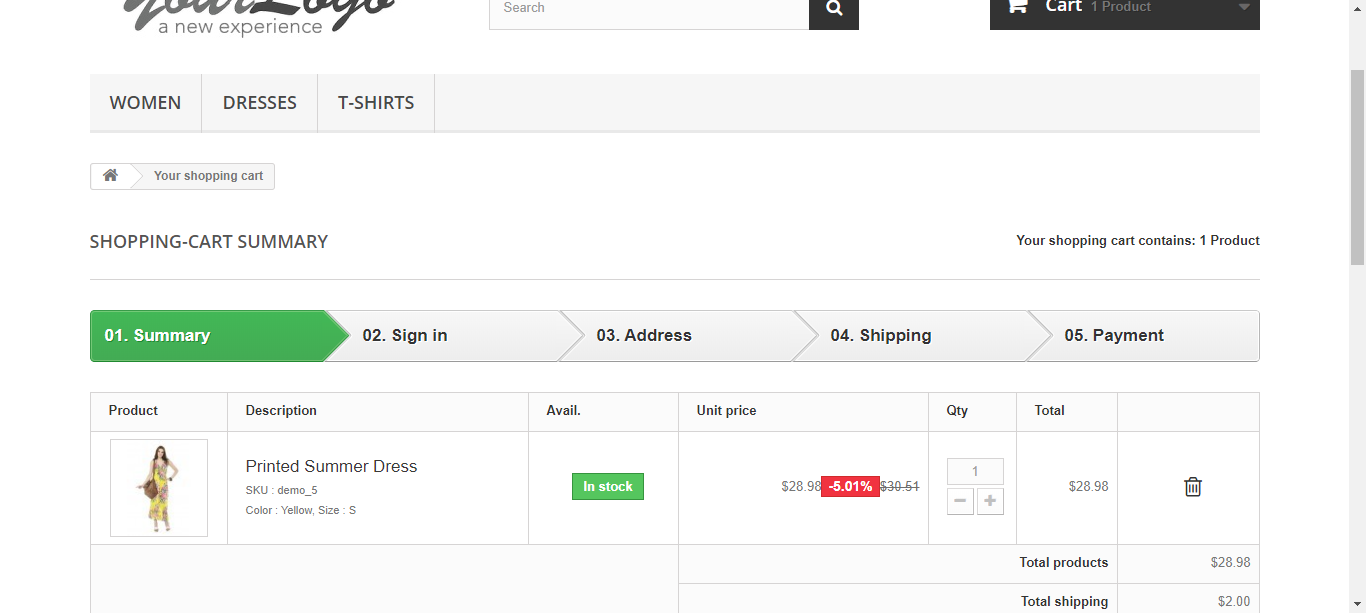 YourLogo
a new experience
Search
Cart 1 Product
WOMEN
DRESSES
T-SHIRTS
Your shopping cart
SHOPPING-CART SUMMARY
Your shopping cart contains: 1 Product
01. Summary
02. Sign in
03. Address
04. Shipping
05. Payment
Product Description Avail. Unit price Qty Total
Printed Summer Dress
SKU : demo_5
Color : Yellow, Size : S
In stock
$28.98 -5.01% $30.51
1
$28.98
Total products $28.98
Total shipping $2.00